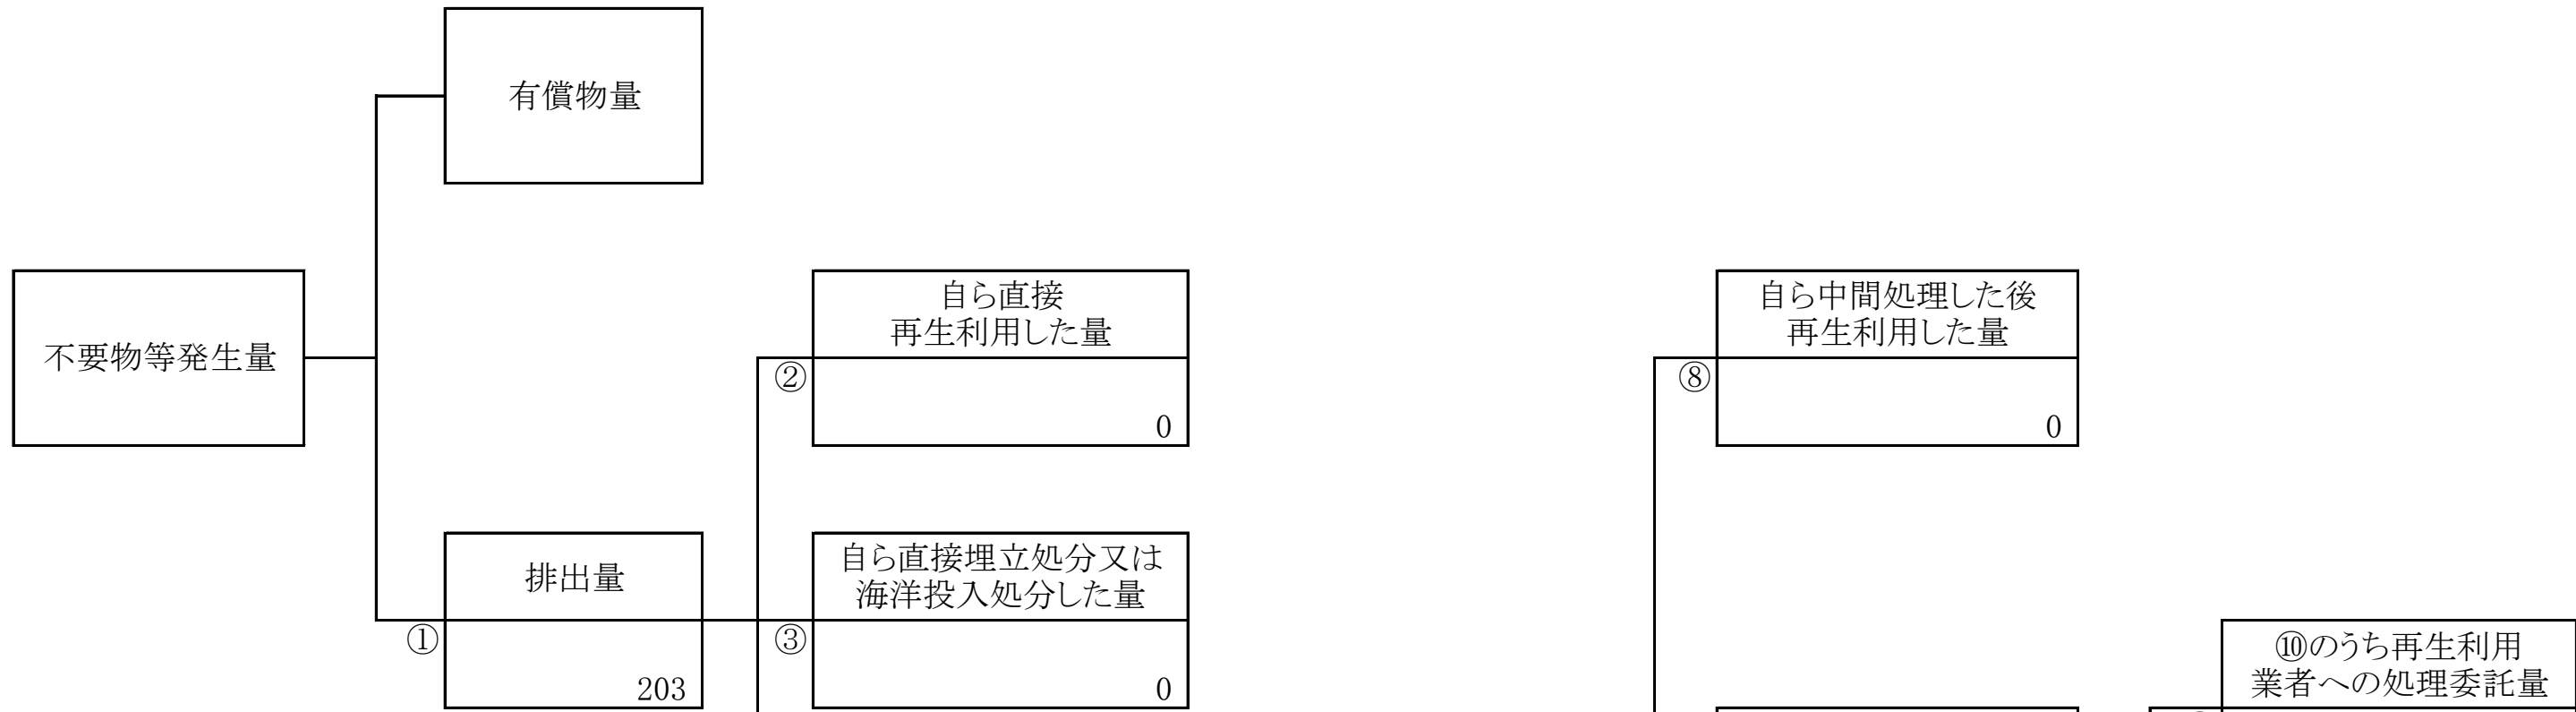 有償物量
不要物等発生量
自ら直接
再生利用した量
②
0
自ら中間処理した後
再生利用した量
⑧
0
排出量
①
203
自ら直接埋立処分又は
海洋投入処分した量
③
0
⑩のうち再生利用
業者への処理委託量